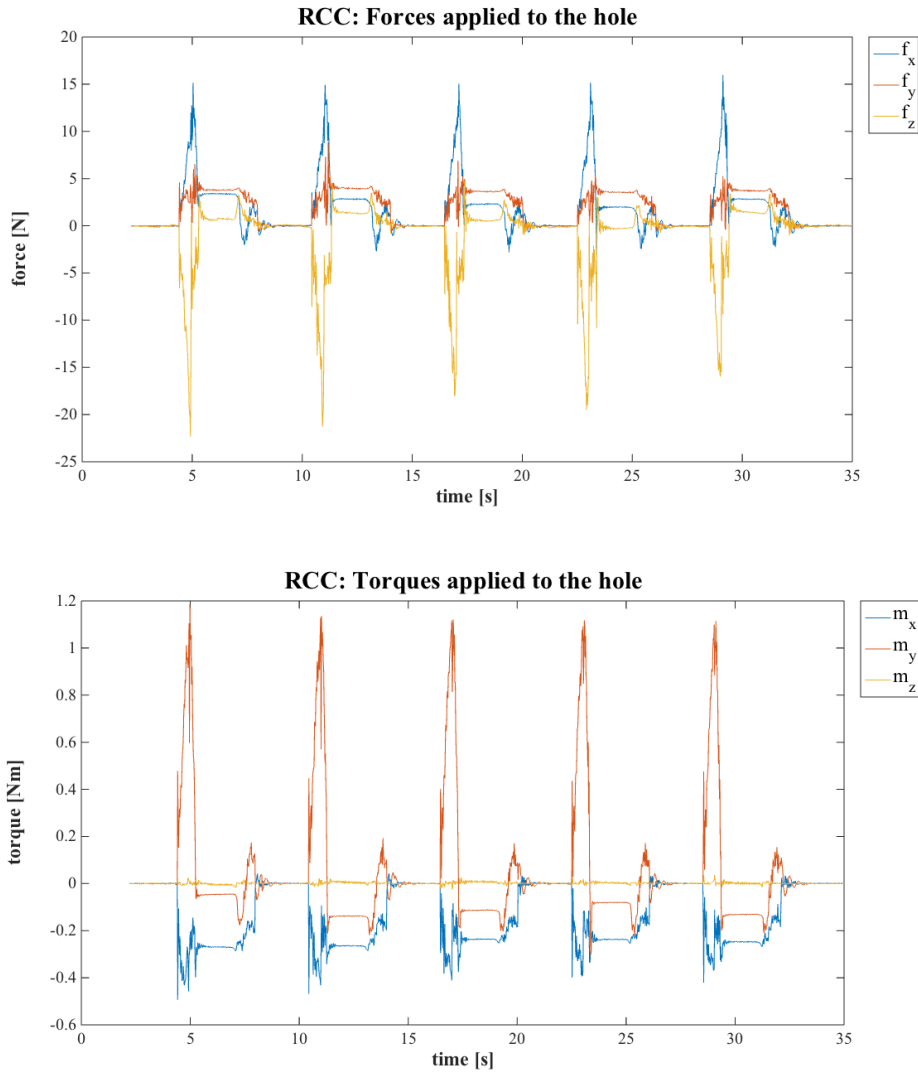 RCC: Forces applied to the hole
20
15
10
5
0
-5
-10
-15
-20
-25
force [N]
0 5 10 15 20 25 30 35
time [s]
f_x
f_y
f_z
RCC: Torques applied to the hole
1.2
1
0.8
0.6
0.4
0.2
0
-0.2
-0.4
-0.6
torque [Nm]
0 5 10 15 20 25 30 35
time [s]
m_x
m_y
m_z